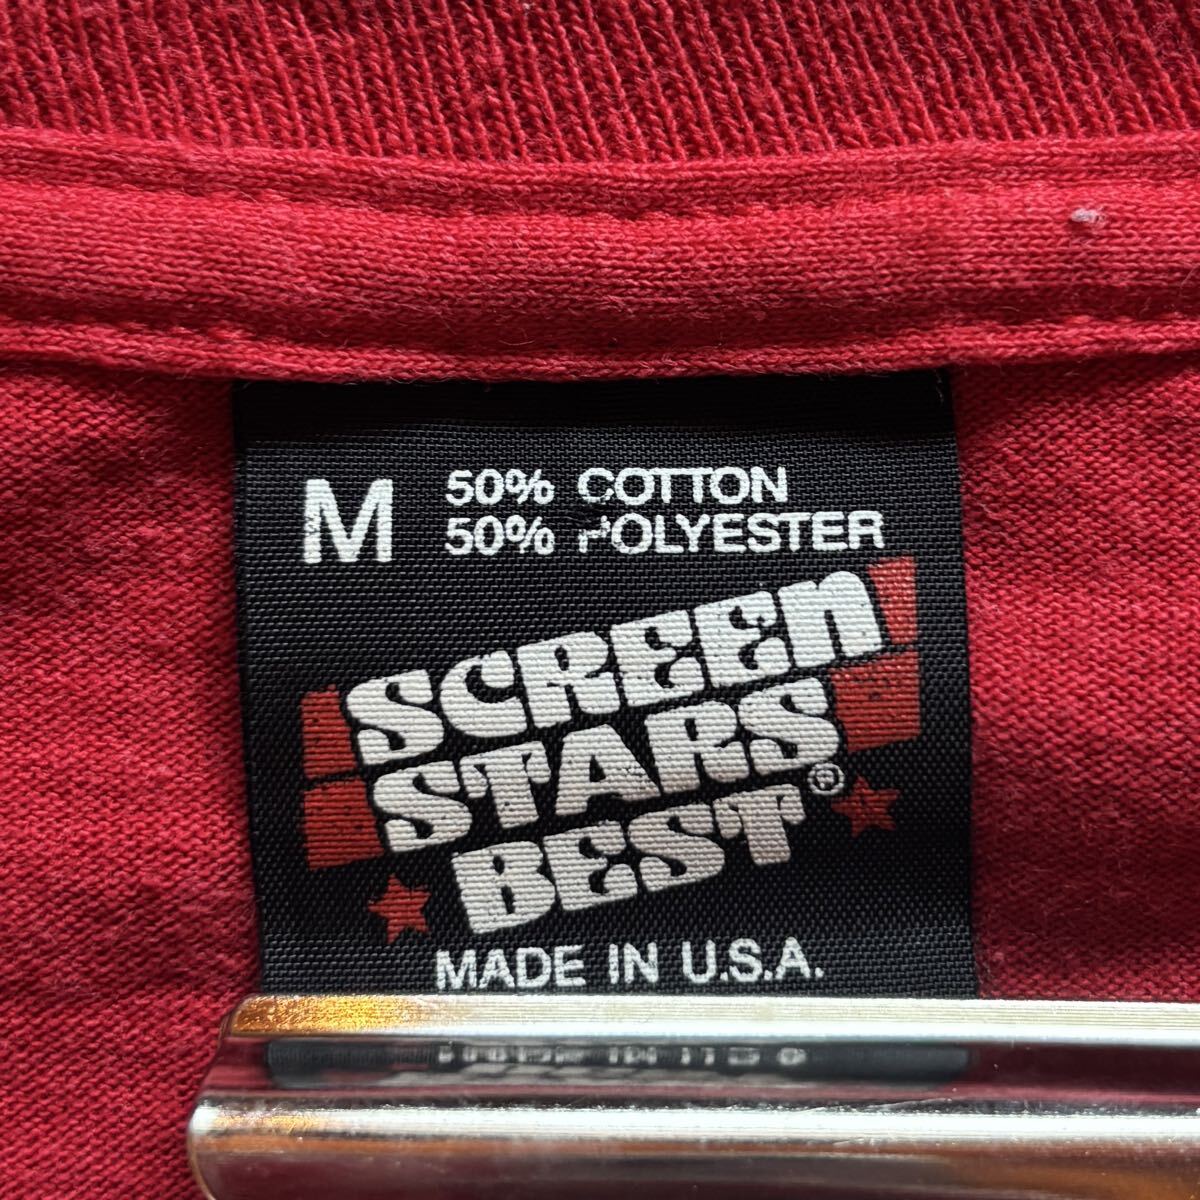 M 50% COTTON
50% POLYESTER
SCREEN
STARS
BEST®
MADE IN U.S.A.